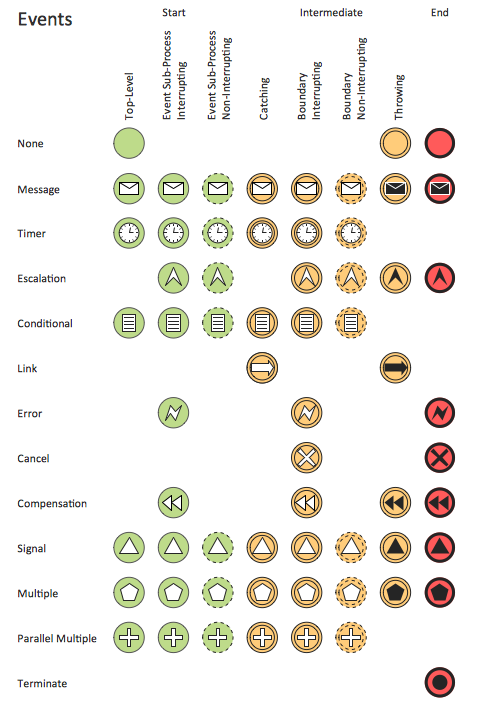 Events
Start
Intermediate
End
Top-Level
Event Sub-Process
Interrupting
Event Sub-Process
Non-Interrupting
Catching
Boundary
Interrupting
Boundary
Non-Interrupting
Throwing
None
Message
Timer
Escalation
Conditional
Link
Error
Cancel
Compensation
Signal
Multiple
Parallel Multiple
Terminate